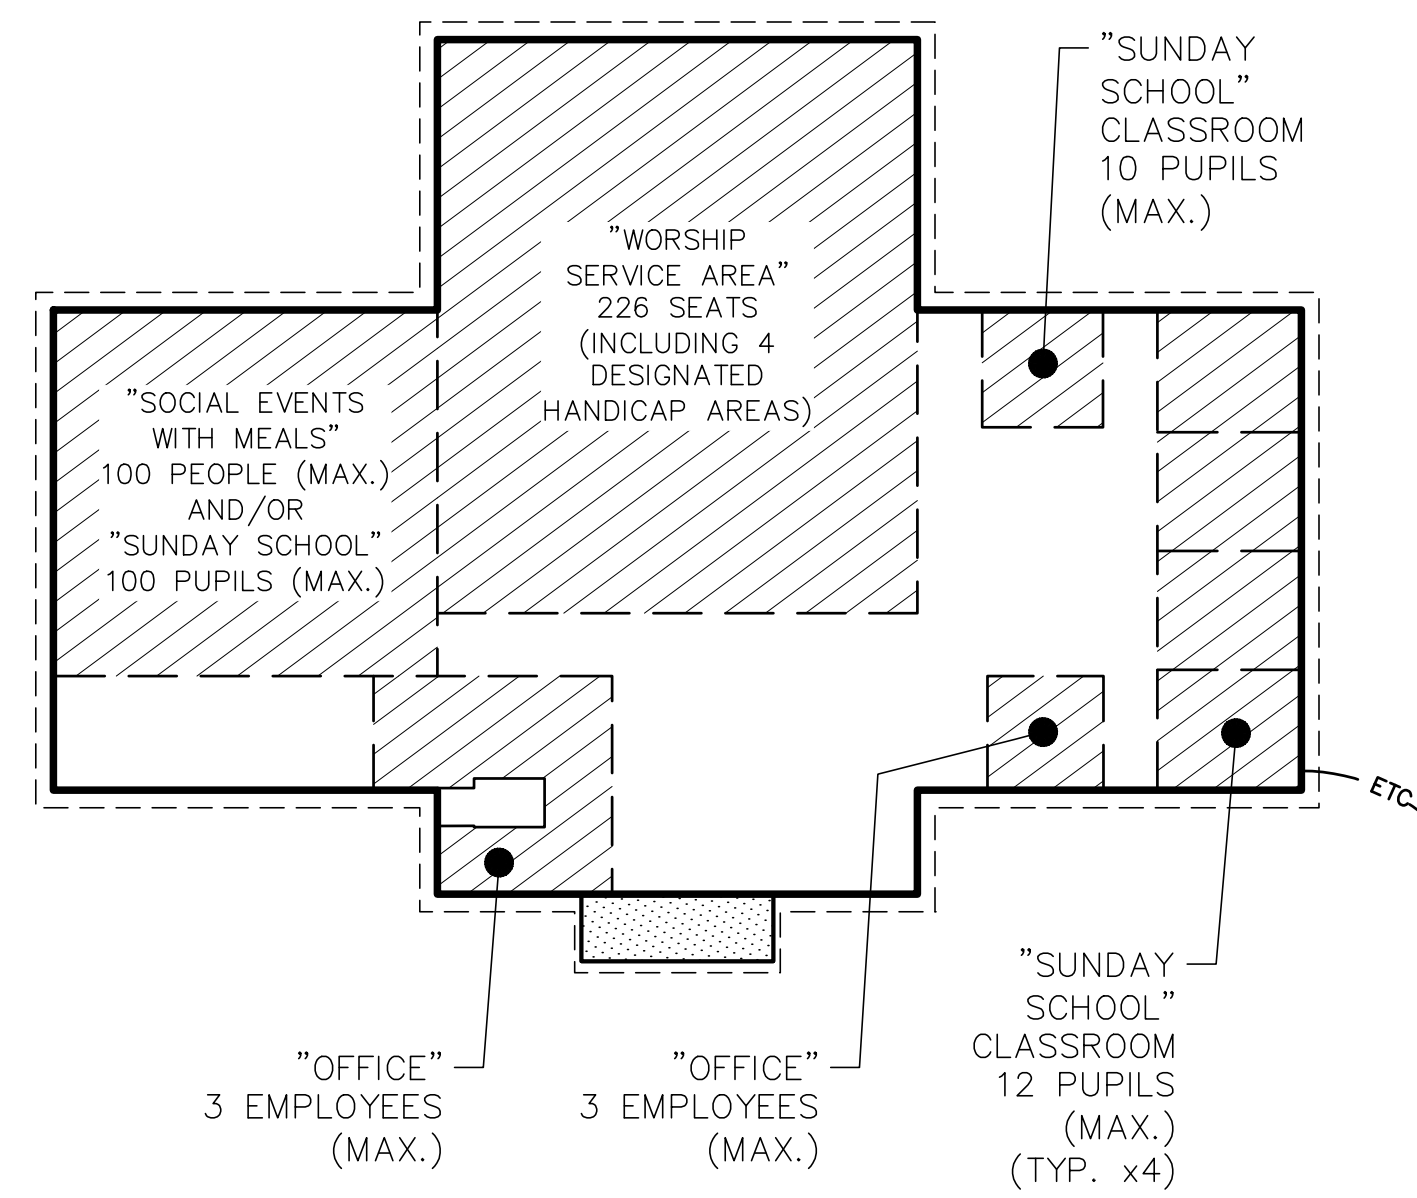 "SUNDAY
SCHOOL"
CLASSROOM
10 PUPILS
(MAX.)
"WORSHIP
SERVICE AREA"
226 SEATS
(INCLUDING 4
DESIGNATED
HANDICAP AREAS)
"SOCIAL EVENTS
WITH MEALS"
100 PEOPLE (MAX.)
AND/OR
"SUNDAY SCHOOL"
100 PUPILS (MAX.)
ETC
"OFFICE"
3 EMPLOYEES
(MAX.)
"OFFICE"
3 EMPLOYEES
(MAX.)
"SUNDAY
SCHOOL"
CLASSROOM
12 PUPILS
(MAX.)
(TYP. x4)